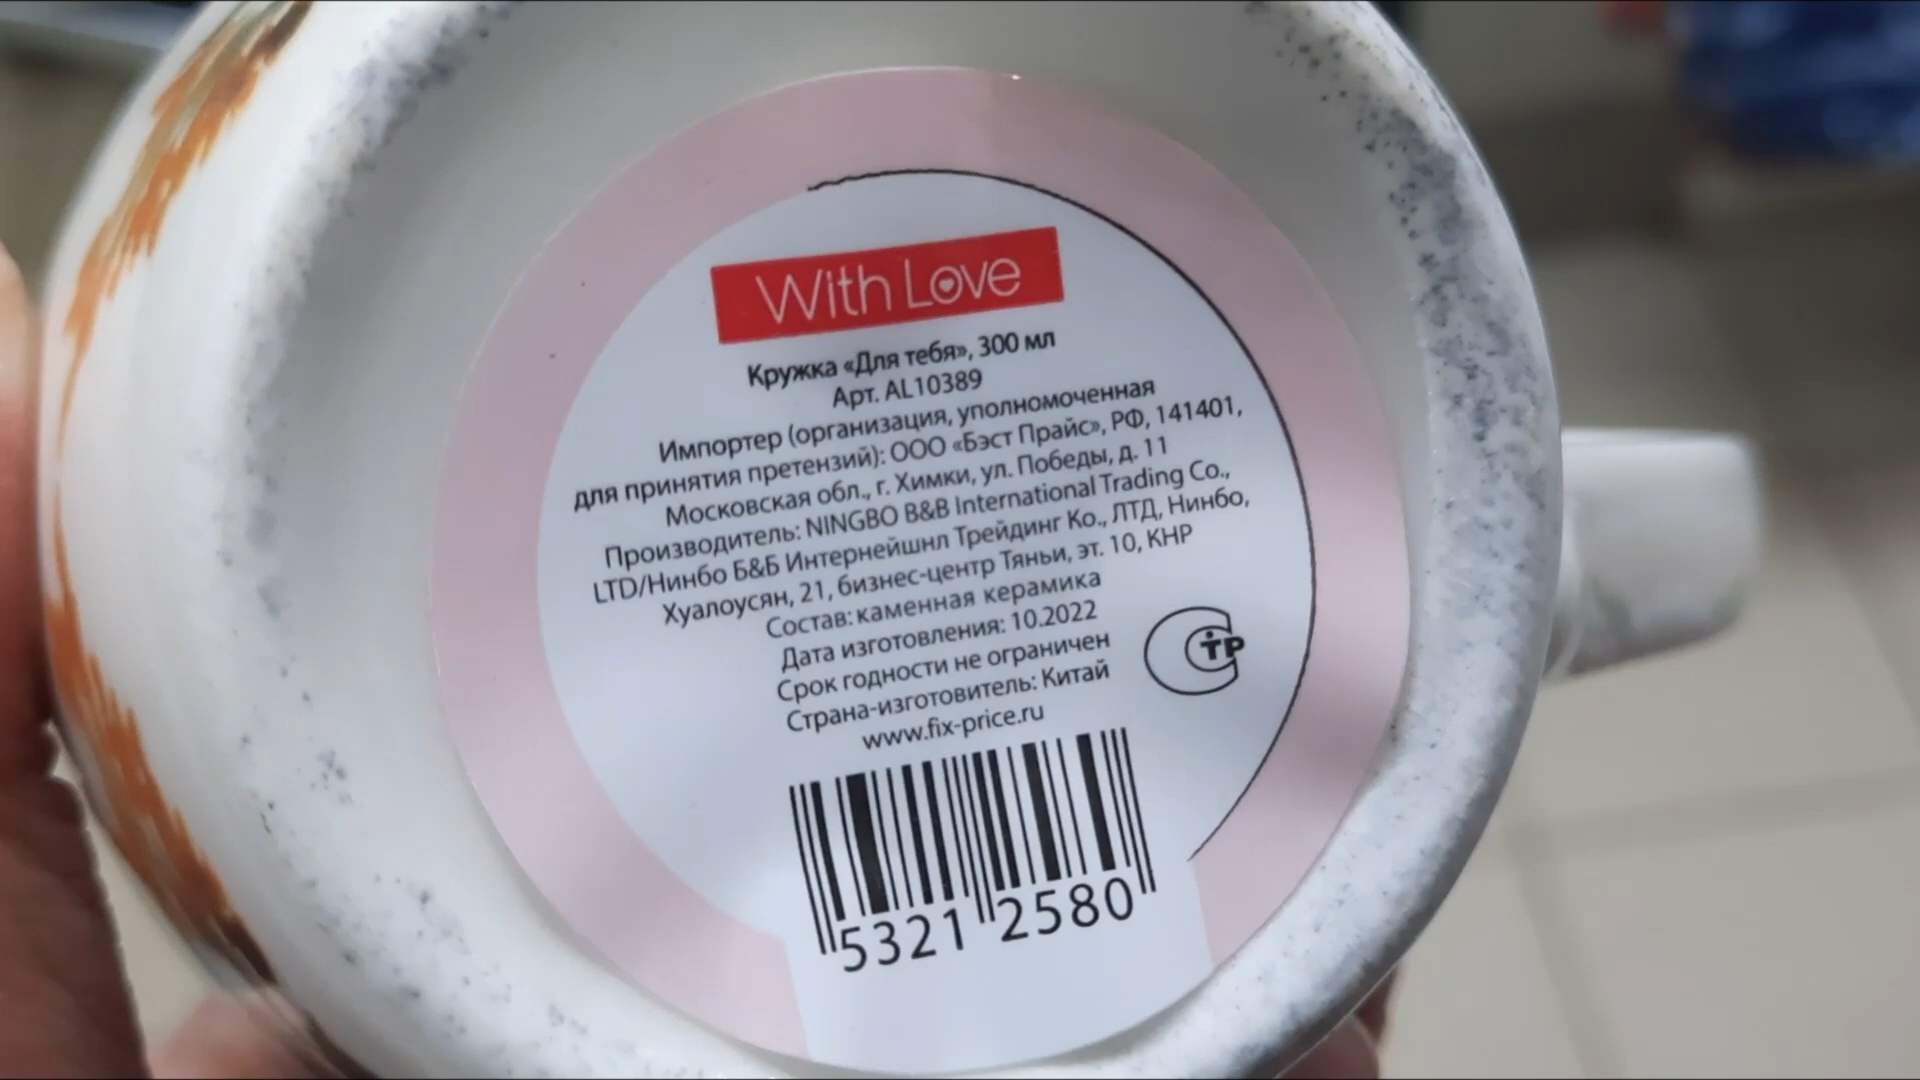 With Love
Кружка «Для тебя», 300 мл
Арт. AL10389
Импортер (организация, уполномоченная
для принятия претензий): ООО «Бэст Прайс», РФ, 141401,
Московская обл., г. Химки, ул. Победы, д. 11
Производитель: NINGBO B&B International Trading Co.,
LTD/Нинбо Б&Б Интернейшнл Трейдинг Ко., ЛТД, Нинбо,
Хуалоусян, 21, бизнес-центр Тяньи, эт. 10, КНР
Состав: каменная керамика
Дата изготовления: 10.2022
Срок годности не ограничен
Страна-изготовитель: Китай
www.fix-price.ru
СТР
5321 2580